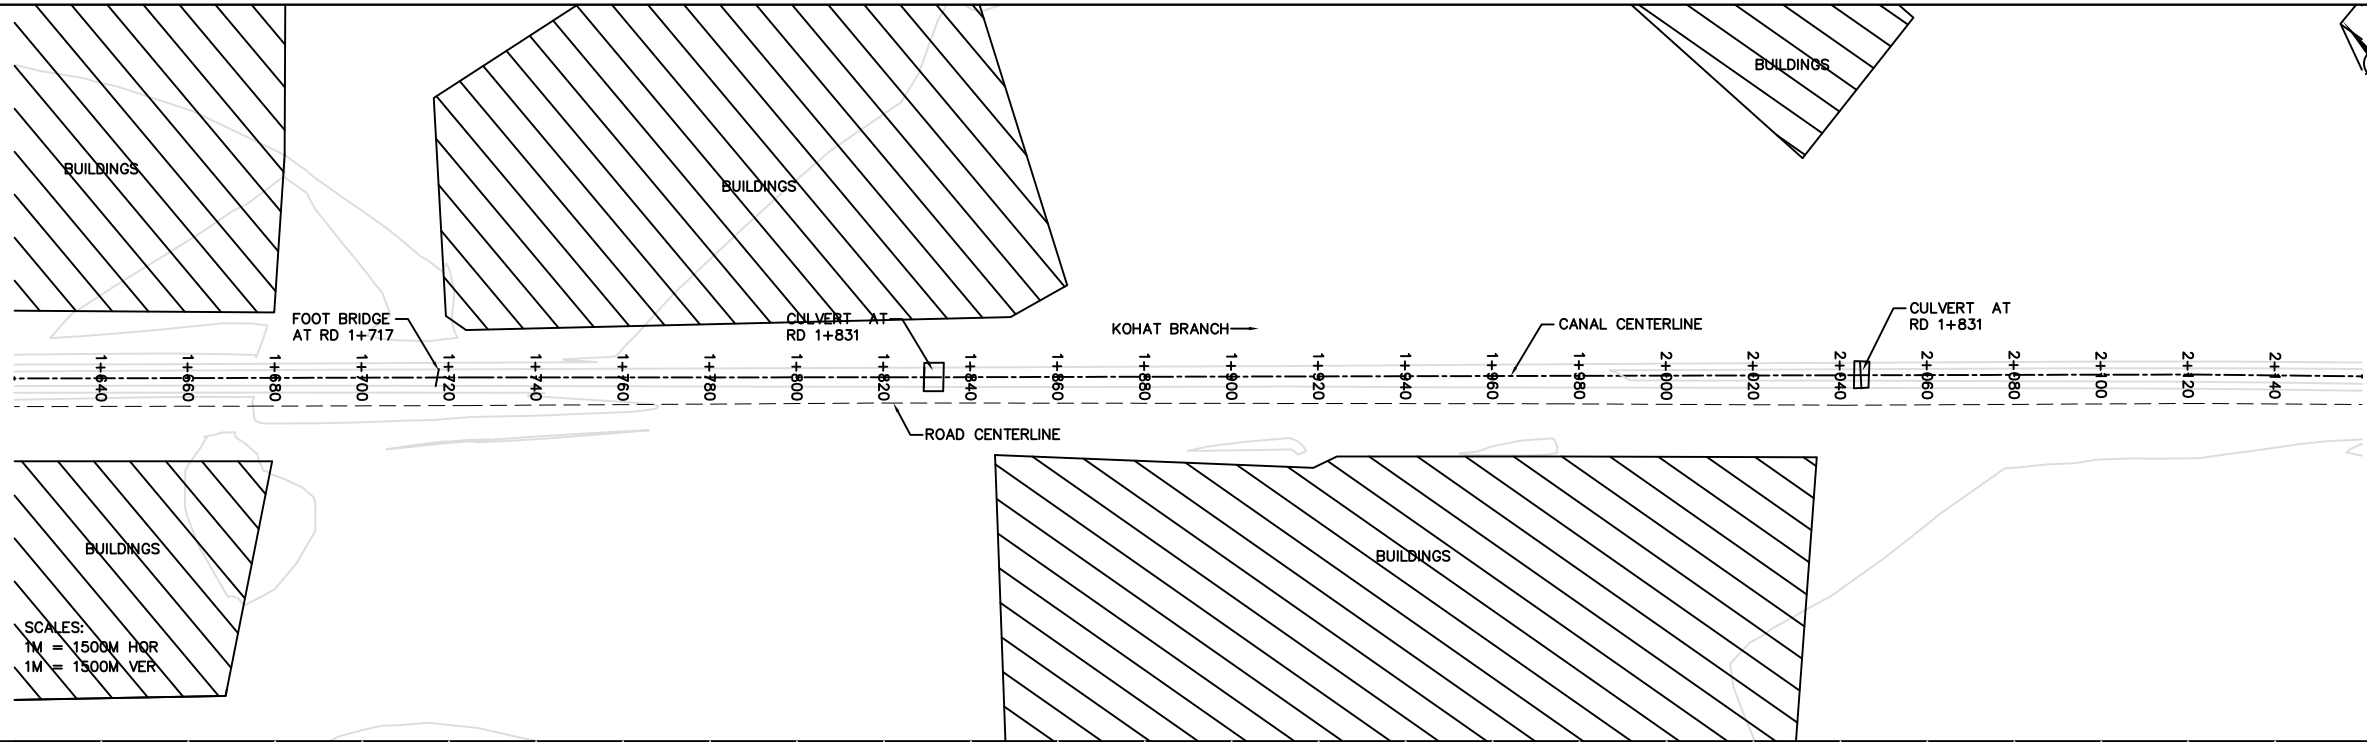 BUILDINGS
BUILDINGS
BUILDINGS
FOOT BRIDGE
AT RD 1+717
CULVERT AT
RD 1+831
KOHAT BRANCH
CANAL CENTERLINE
CULVERT AT
RD 1+831
1+640
1+660
1+680
1+700
1+720
1+740
1+760
1+780
1+800
1+820
1+840
1+860
1+880
1+900
1+920
1+940
1+960
1+980
2+000
2+020
2+040
2+060
2+080
2+100
2+120
2+140
ROAD CENTERLINE
BUILDINGS
BUILDINGS
SCALES:
1M = 1500M HOR
1M = 1500M VER